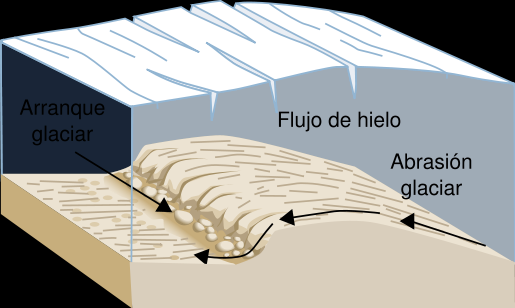 Arranque
glaciar
Flujo de hielo
Abrasión
glaciar